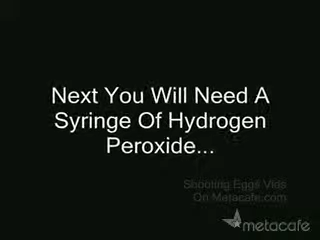 Next You Will Need A
Syringe Of Hydrogen
Peroxide...
Shooting Eggs Vids
On Metacafe.com
metacafe